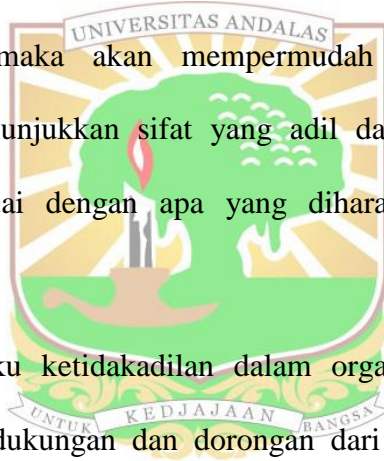 UNIVERSITAS ANDALAS
maka akan mempermudah
unjukkan sifat yang adil da
ai dengan apa yang dihara
ku ketidakadilan dalam orga
UNTUK KEDJAJAAN BANGSA
dukungan dan dorongan dari